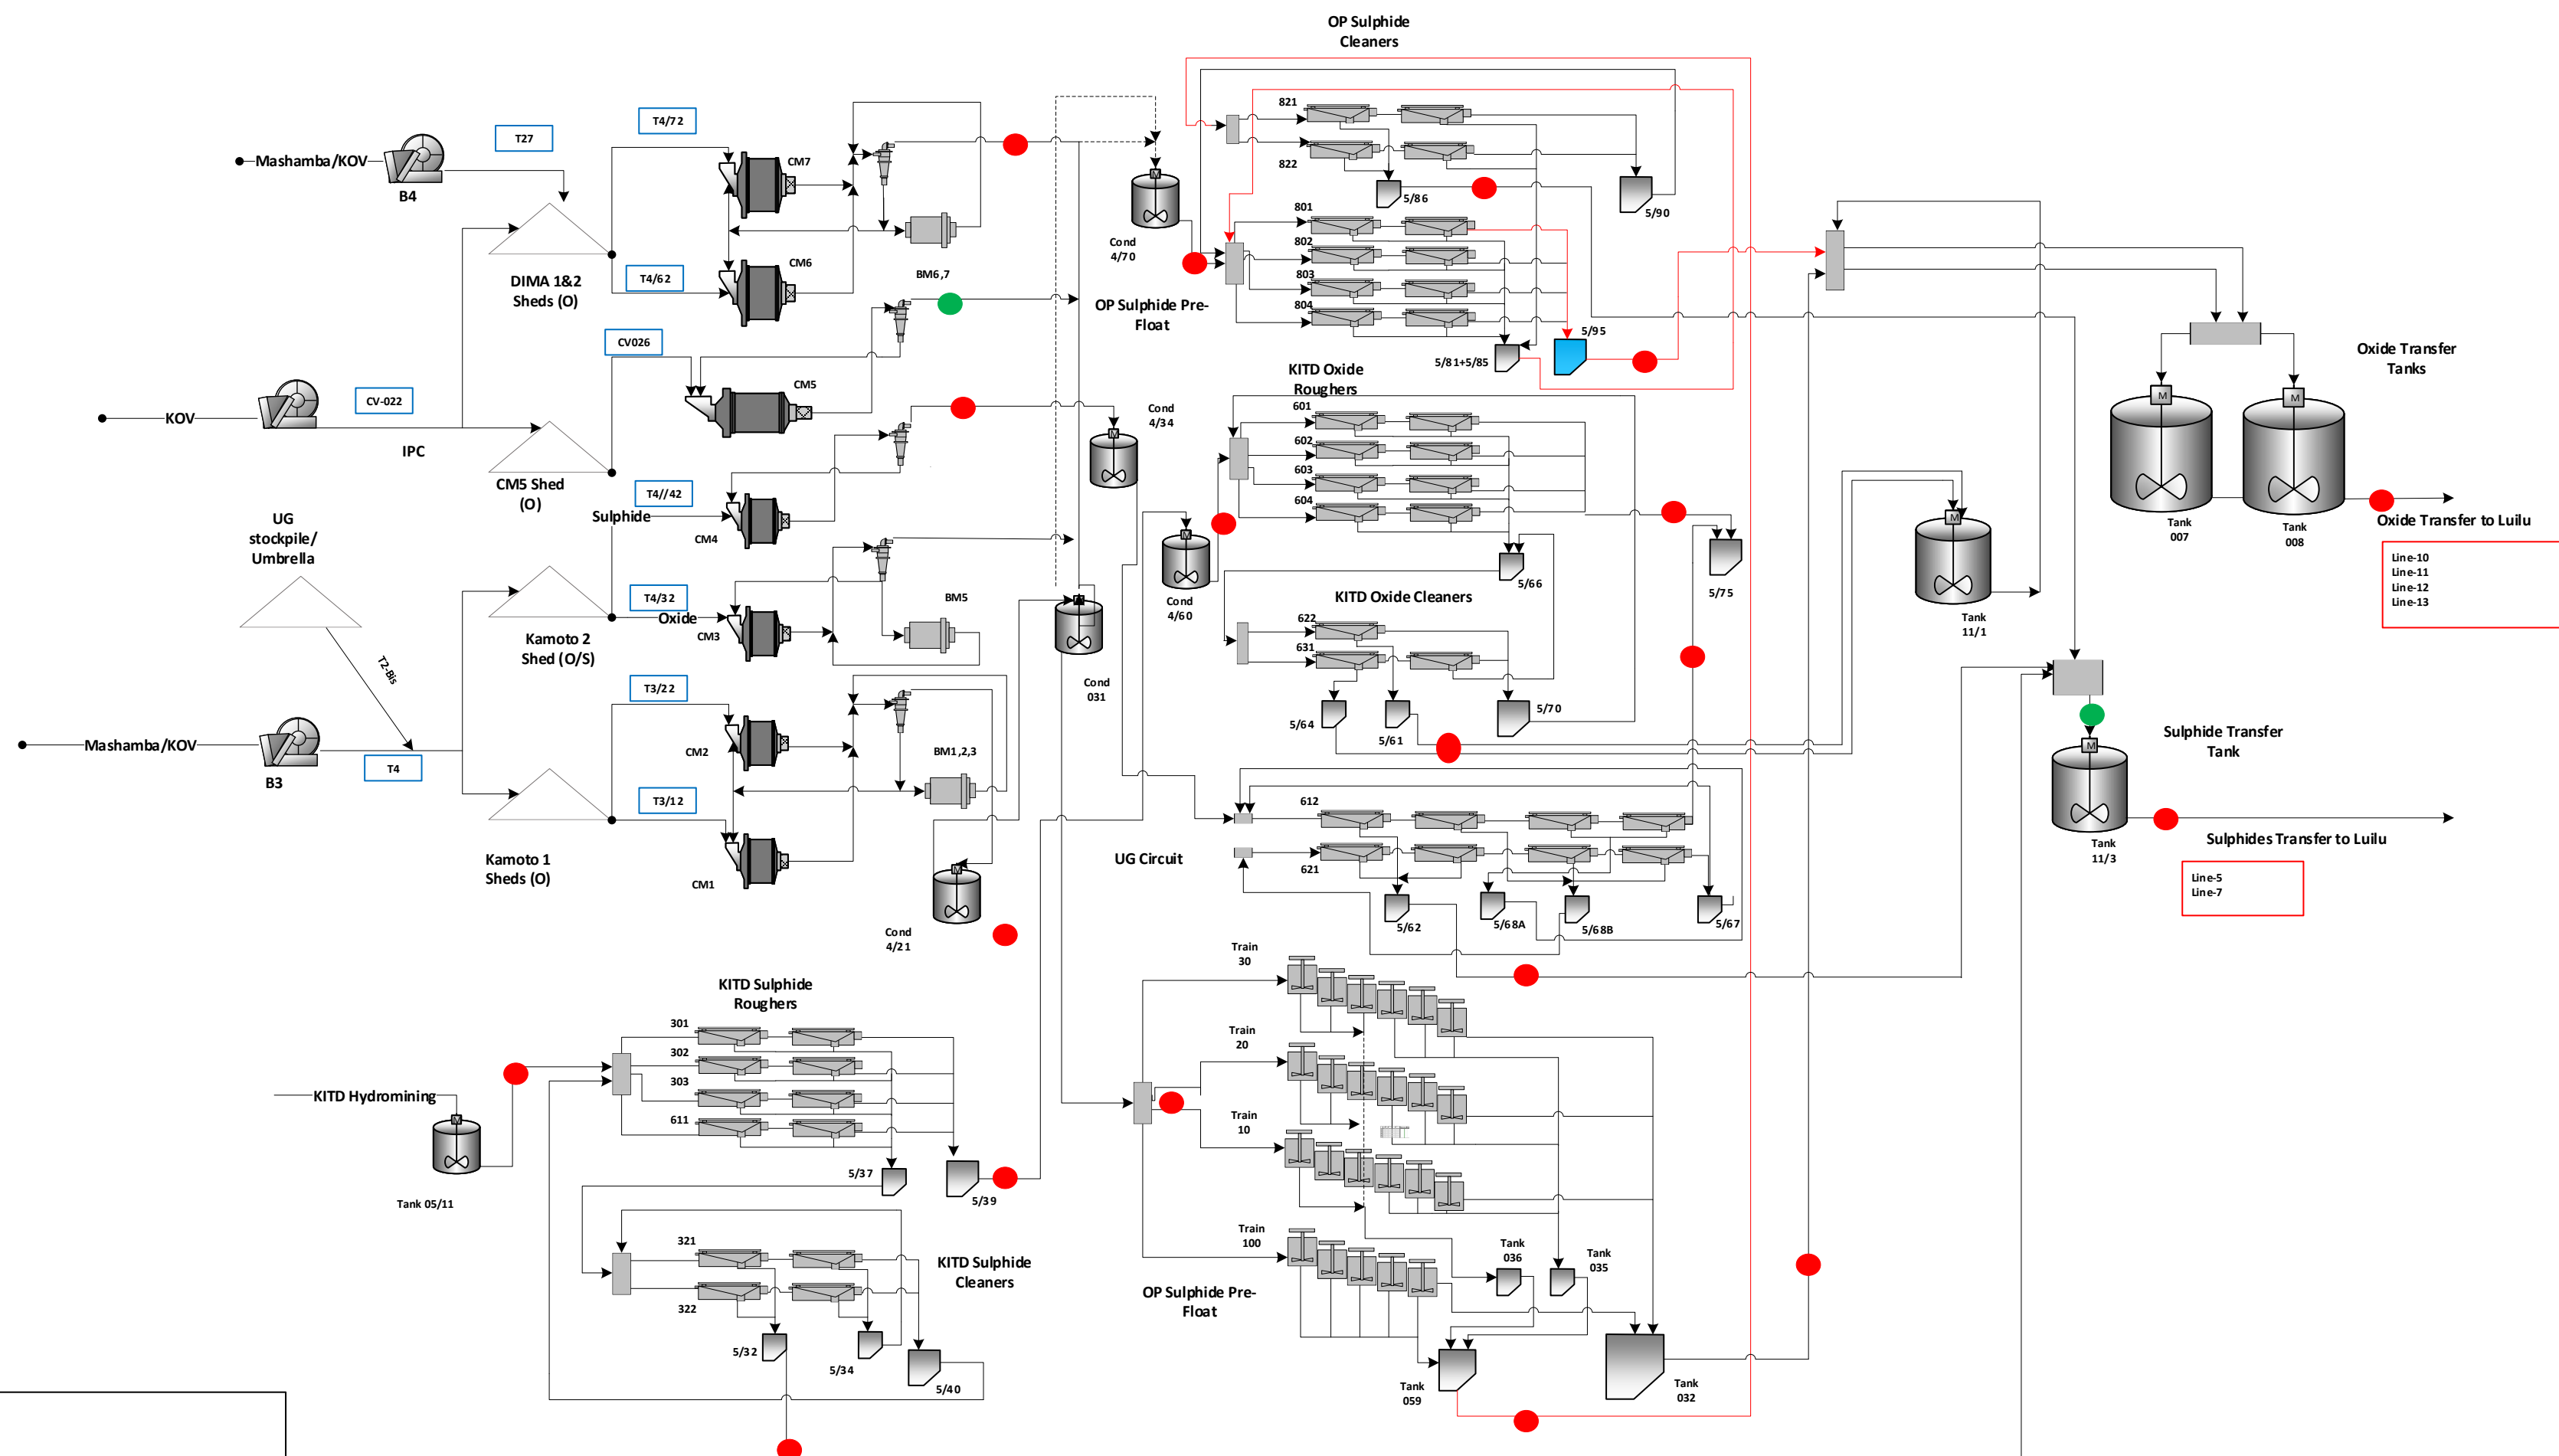 OP Sulphide
Cleaners
T27
T4/72
Mashamba/KOV
B4
CM7
821
822
5/86
5/90
DIMA 1&2
Sheds (O)
T4/62
CM6
BM6,7
Cond
4/70
801
802
803
804
OP Sulphide Pre-
Float
5/81+5/85
5/95
CV026
CM5
KOV
CV-022
IPC
CM5 Shed
(O)
T4//42
Sulphide
CM4
Cond
4/34
KITD Oxide
Roughers
601
602
603
604
5/66
5/75
Cond
4/60
Oxide Transfer
Tanks
M
M
Tank
007
Tank
008
Oxide Transfer to Luilu
Line-10
Line-11
Line-12
Line-13
UG
stockpile/
Umbrella
T2-Bis
Kamoto 2
Shed (O/S)
T4/32
Oxide
CM3
BM5
Cond
031
KITD Oxide Cleaners
622
631
5/64
5/61
5/70
M
Tank
11/1
T3/22
CM2
BM1,2,3
Mashamba/KOV
B3
T4
T3/12
Kamoto 1
Sheds (O)
CM1
M
Cond
4/21
UG Circuit
612
621
5/62
5/68A
5/68B
5/67
Sulphide Transfer
Tank
M
Tank
11/3
Sulphides Transfer to Luilu
Line-5
Line-7
KITD Sulphide
Roughers
301
302
303
611
KITD Hydromining
M
Tank 05/11
5/37
5/39
321
322
KITD Sulphide
Cleaners
5/32
5/34
5/40
Train
30
Train
20
Train
10
Train
100
OP Sulphide Pre-
Float
Tank
036
Tank
035
Tank
059
Tank
032